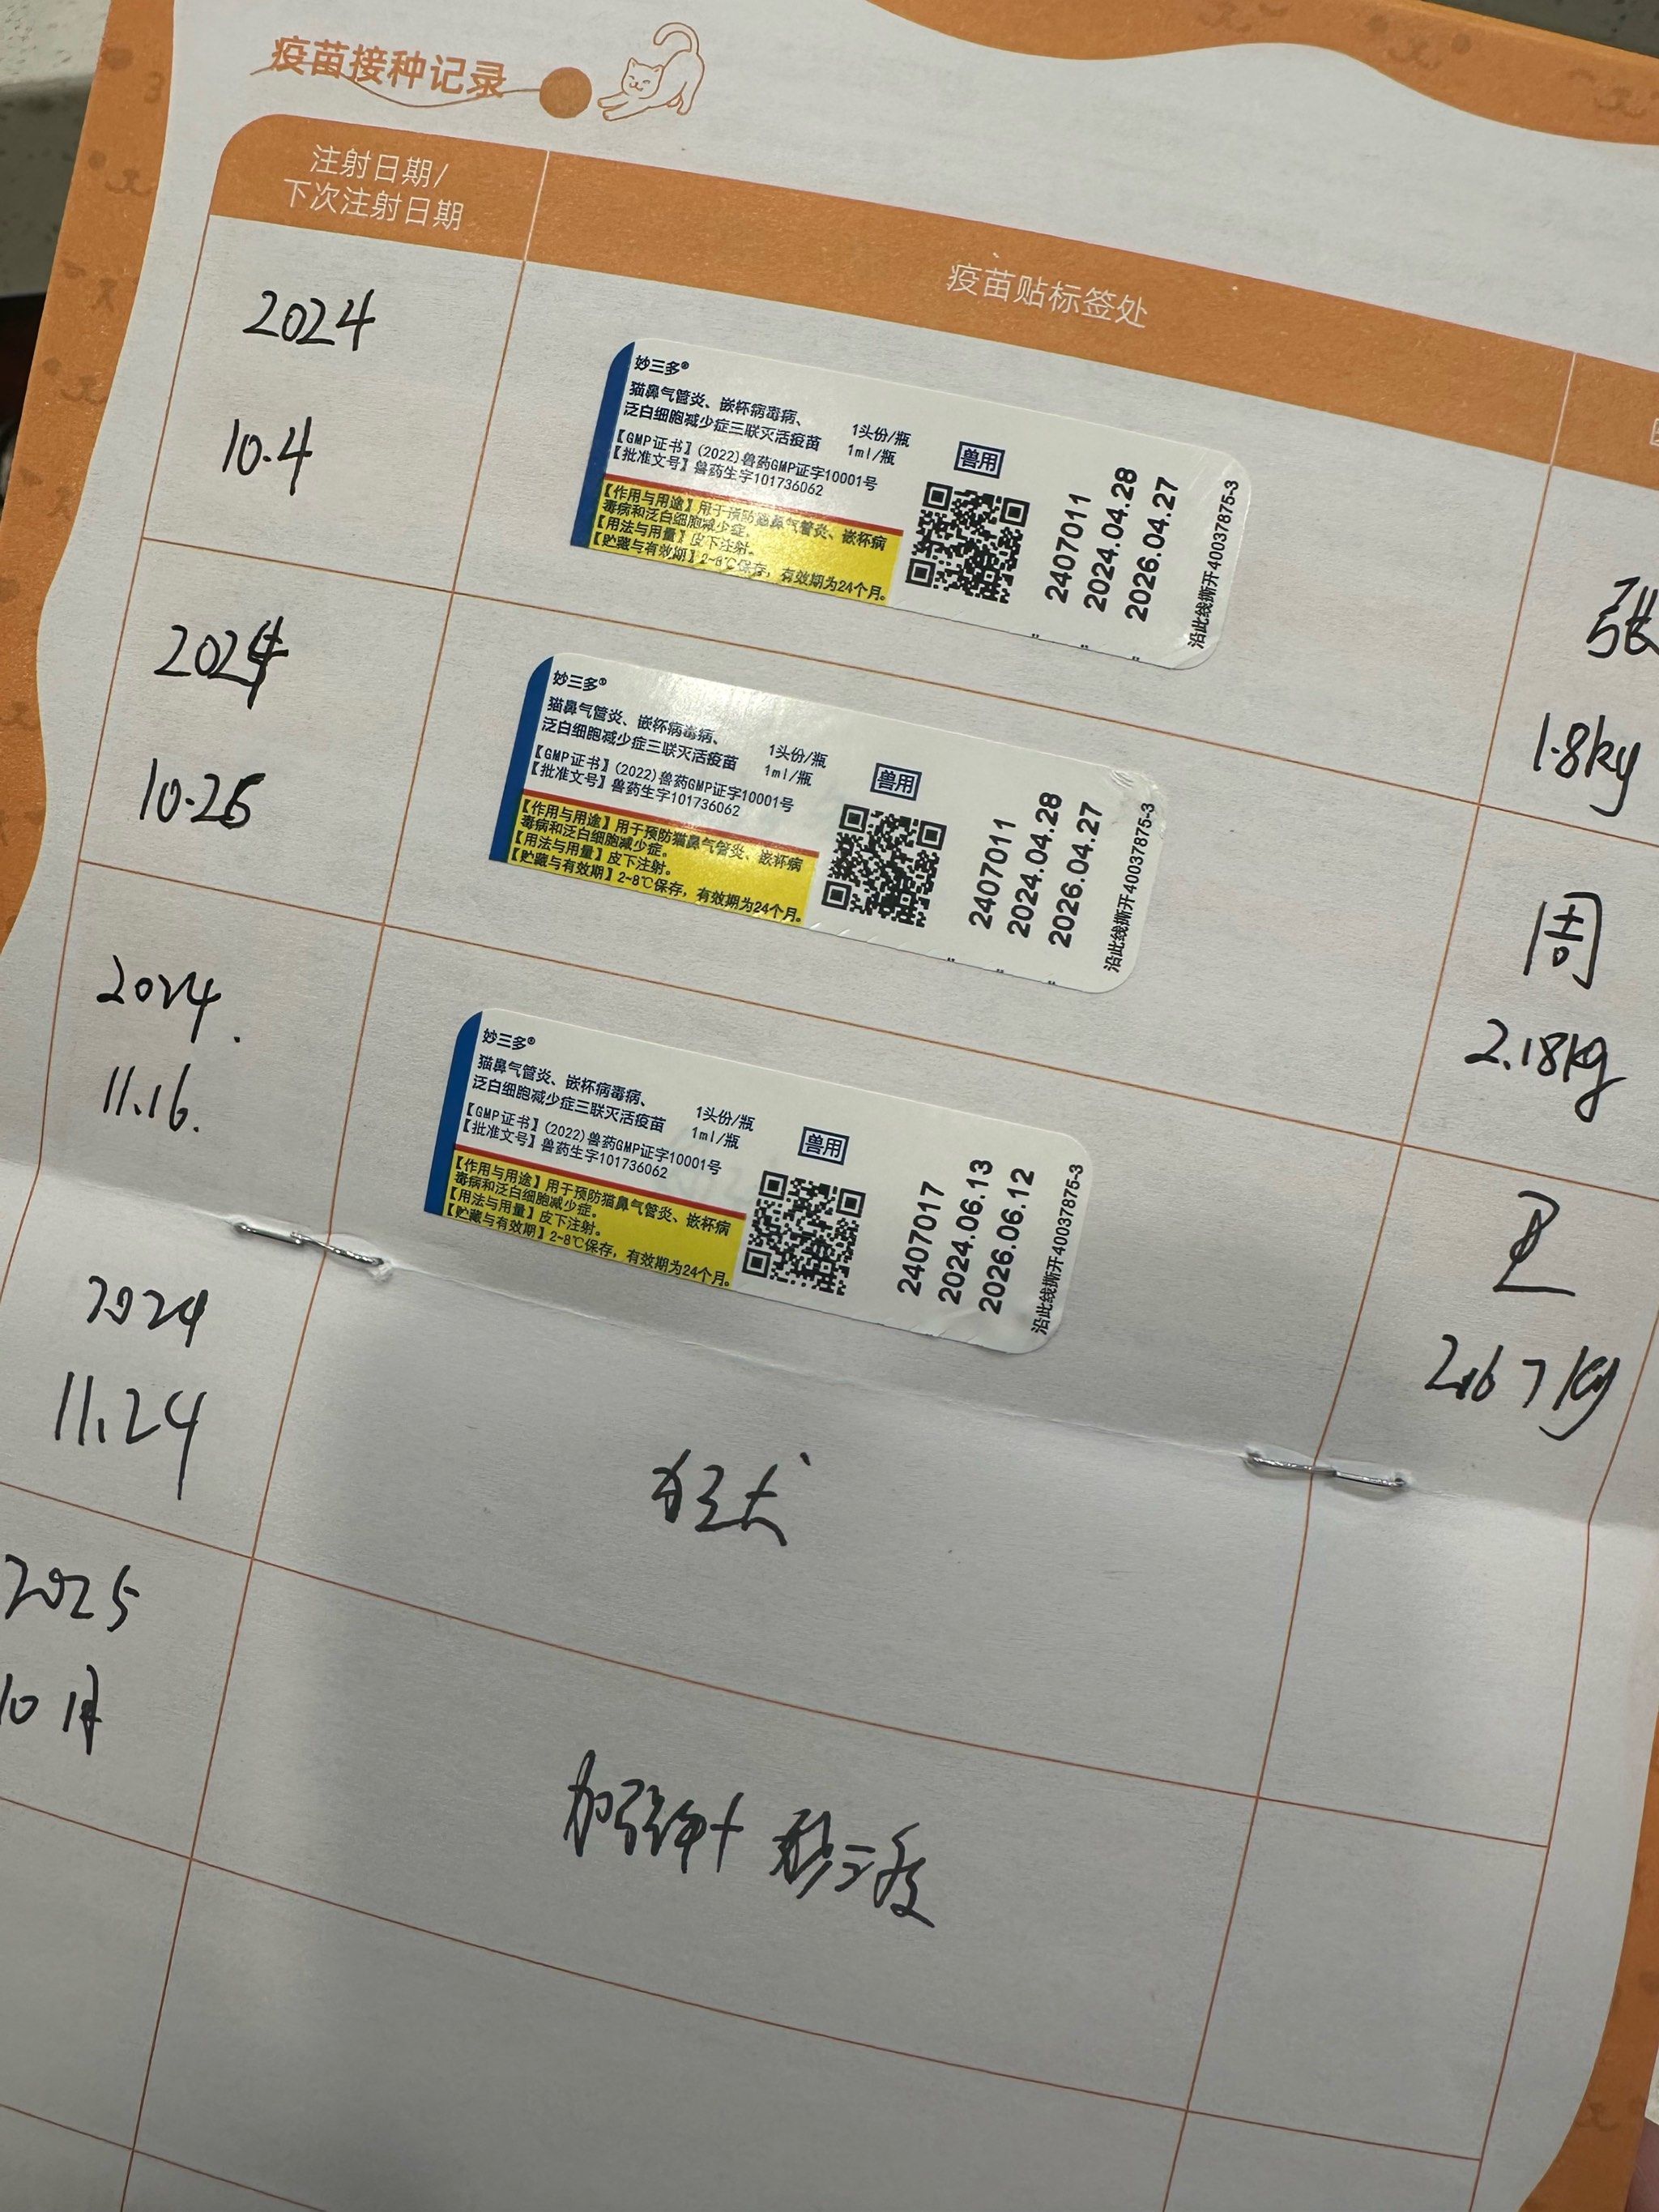 疫苗接种记录
注射日期/
下次注射日期
疫苗贴标签处
2024
10.4
妙三多®
猫鼻气管炎、嵌杯病毒病、
泛白细胞减少症三联灭活疫苗
1头份/瓶
1ml/瓶
【GMP证书】(2022)兽药GMP证字10001号
【批准文号】兽药生字101736062
【作用与用途】用于预防猫鼻气管炎、嵌杯病
毒病和泛白细胞减少症。
【用法与用量】皮下注射。
【贮藏与有效期】2~8℃保存，有效期为24个月。
兽用
2407011
2024.04.28
2026.04.27
沿此线撕开40037875-3
张
1.8kg
2024
10.26
妙三多®
猫鼻气管炎、嵌杯病毒病、
泛白细胞减少症三联灭活疫苗
1头份/瓶
1ml/瓶
【GMP证书】(2022)兽药GMP证字10001号
【批准文号】兽药生字101736062
【作用与用途】用于预防猫鼻气管炎、嵌杯病
毒病和泛白细胞减少症。
【用法与用量】皮下注射。
【贮藏与有效期】2~8℃保存，有效期为24个月。
兽用
2407011
2024.04.28
2026.04.27
沿此线撕开40037875-3
周
2.18kg
2024.
11.16.
妙三多®
猫鼻气管炎、嵌杯病毒病、
泛白细胞减少症三联灭活疫苗
1头份/瓶
1ml/瓶
【GMP证书】(2022)兽药GMP证字10001号
【批准文号】兽药生字101736062
【作用与用途】用于预防猫鼻气管炎、嵌杯病
毒病和泛白细胞减少症。
【用法与用量】皮下注射。
【贮藏与有效期】2~8℃保存，有效期为24个月。
兽用
2407017
2024.06.13
2026.06.12
沿此线撕开40037875-3
2.67kg
2024
11.24
狂犬
2025
10月
加强针 妙三多